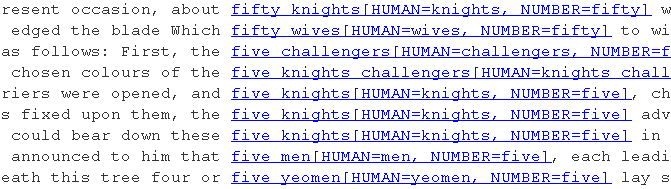 resent occasion, about fifty knights[HUMAN=knights, NUMBER=fifty] w
edged the blade Which fifty wives[HUMAN=wives, NUMBER=fifty] to wi
as follows: First, the five challengers[HUMAN=challengers, NUMBER=f
chosen colours of the five knights challengers[HUMAN=knights chall
riers were opened, and five knights[HUMAN=knights, NUMBER=five], ch
s fixed upon them, the five knights[HUMAN=knights, NUMBER=five] adv
could bear down these five knights[HUMAN=knights, NUMBER=five] in
announced to him that five men[HUMAN=men, NUMBER=five], each leadi
eath this tree four or five yeomen[HUMAN=yeomen, NUMBER=five] lay s